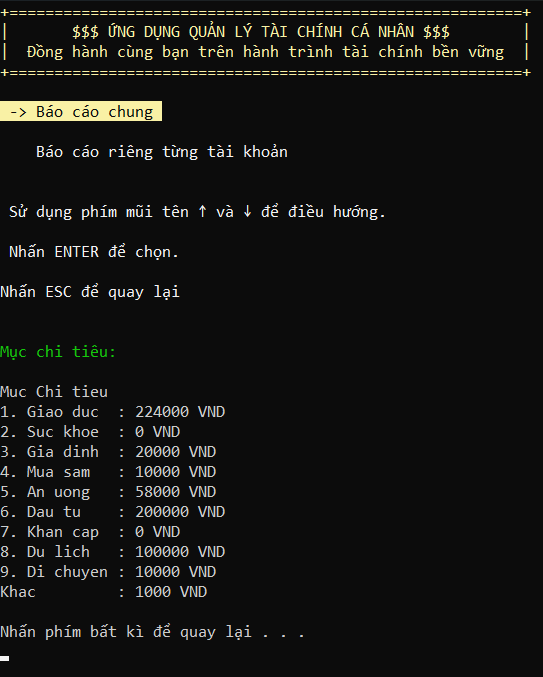 +=========================================================+
|       $$$ ỨNG DỤNG QUẢN LÝ TÀI CHÍNH CÁ NHÂN $$$        |
|  Đồng hành cùng bạn trên hành trình tài chính bền vững  |
+=========================================================+
-> Báo cáo chung
Báo cáo riêng từng tài khoản
Sử dụng phím mũi tên ↑ và ↓ để điều hướng.
Nhấn ENTER để chọn.
Nhấn ESC để quay lại
Mục chi tiêu:
Muc Chi tieu
1. Giao duc  : 224000 VND
2. Suc khoe  : 0 VND
3. Gia dinh  : 20000 VND
4. Mua sam   : 10000 VND
5. An uong   : 58000 VND
6. Dau tu    : 200000 VND
7. Khan cap  : 0 VND
8. Du lich   : 100000 VND
9. Di chuyen : 10000 VND
Khac         : 1000 VND
Nhấn phím bất kì để quay lại . . .